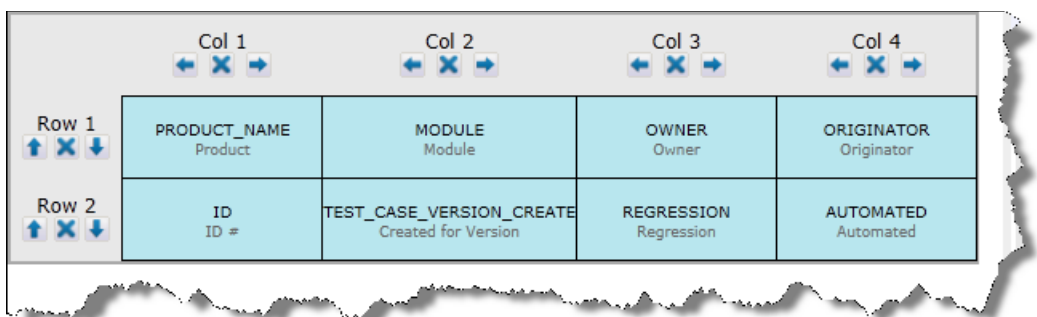 Col 1 Col 2 Col 3 Col 4
Row 1 PRODUCT_NAME MODULE OWNER ORIGINATOR
Product Module Owner Originator
Row 2 ID TEST_CASE_VERSION_CREATE REGRESSION AUTOMATED
ID # Created for Version Regression Automated